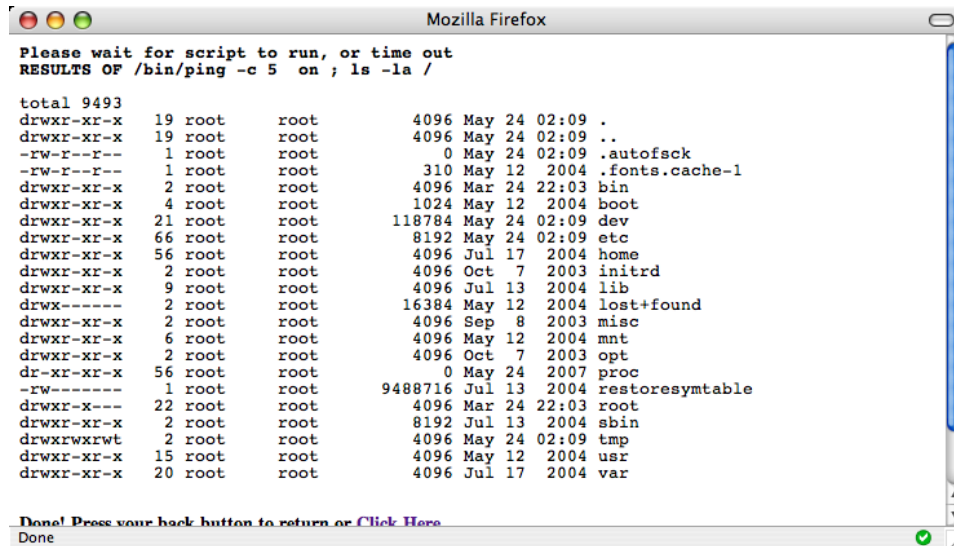 Mozilla Firefox
Please wait for script to run, or time out
RESULTS OF /bin/ping -c 5  on ; ls -la /
total 9493
drwxr-xr-x   19 root     root         4096 May 24 02:09 .
drwxr-xr-x   19 root     root         4096 May 24 02:09 ..
-rw-r--r--    1 root     root            0 May 24 02:09 .autofsck
-rw-r--r--    1 root     root          310 May 12  2004 .fonts.cache-1
drwxr-xr-x    2 root     root         4096 Mar 24 22:03 bin
drwxr-xr-x    4 root     root         1024 May 12  2004 boot
drwxr-xr-x   21 root     root       118784 May 24 02:09 dev
drwxr-xr-x   66 root     root         8192 May 24 02:09 etc
drwxr-xr-x   56 root     root         4096 Jul 17  2004 home
drwxr-xr-x    2 root     root         4096 Oct  7  2003 initrd
drwxr-xr-x    9 root     root         4096 Jul 13  2004 lib
drwx------    2 root     root        16384 May 12  2004 lost+found
drwxr-xr-x    2 root     root         4096 Sep  8  2003 misc
drwxr-xr-x    6 root     root         4096 May 12  2004 mnt
drwxr-xr-x    2 root     root         4096 Oct  7  2003 opt
dr-xr-xr-x   56 root     root            0 May 24  2007 proc
-rw-------    1 root     root      9488716 Jul 13  2004 restoresymtable
drwxr-x---   22 root     root         4096 Mar 24 22:03 root
drwxr-xr-x    2 root     root         8192 Jul 13  2004 sbin
drwxrwxrwt    2 root     root         4096 May 24 02:09 tmp
drwxr-xr-x   15 root     root         4096 May 12  2004 usr
drwxr-xr-x   20 root     root         4096 Jul 17  2004 var
Done! Press your back button to return or Click Here
Done